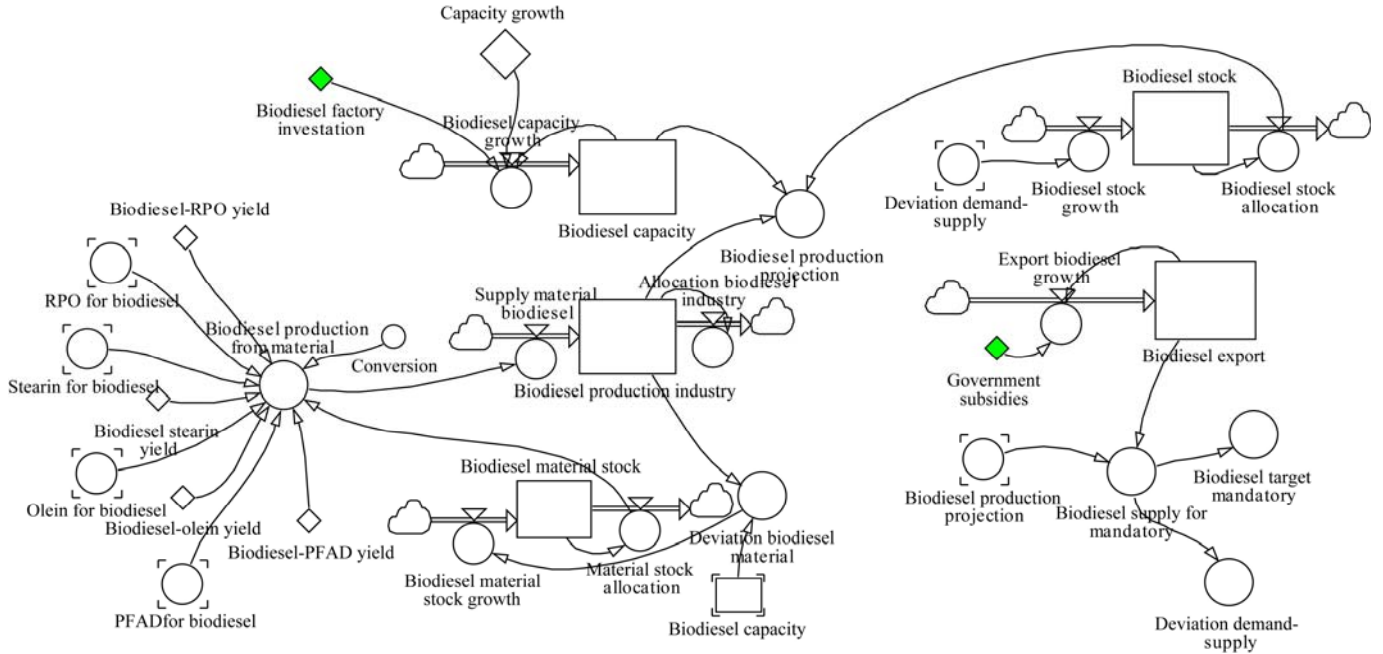 Capacity growth
Biodiesel factory
investation
Biodiesel capacity
growth
Biodiesel capacity
Biodiesel stock
Deviation demand-
supply
Biodiesel stock
growth
Biodiesel stock
allocation
Biodiesel-RPO yield
RPO for biodiesel
Biodiesel production
projection
Export biodiesel
growth
Allocation biodiesel
industry
Supply material
biodiesel
Biodiesel production
from material
Conversion
Stearin for biodiesel
Biodiesel production industry
Biodiesel export
Government
subsidies
Biodiesel stearin
yield
Biodiesel material stock
Biodiesel target
mandatory
Biodiesel production
projection
Biodiesel supply for
mandatory
Olein for biodiesel
Biodiesel-olein yield
Biodiesel-PFAD yield
Deviation biodiesel
material
Biodiesel material
stock growth
Material stock
allocation
PFADfor biodiesel
Biodiesel capacity
Deviation demand-
supply